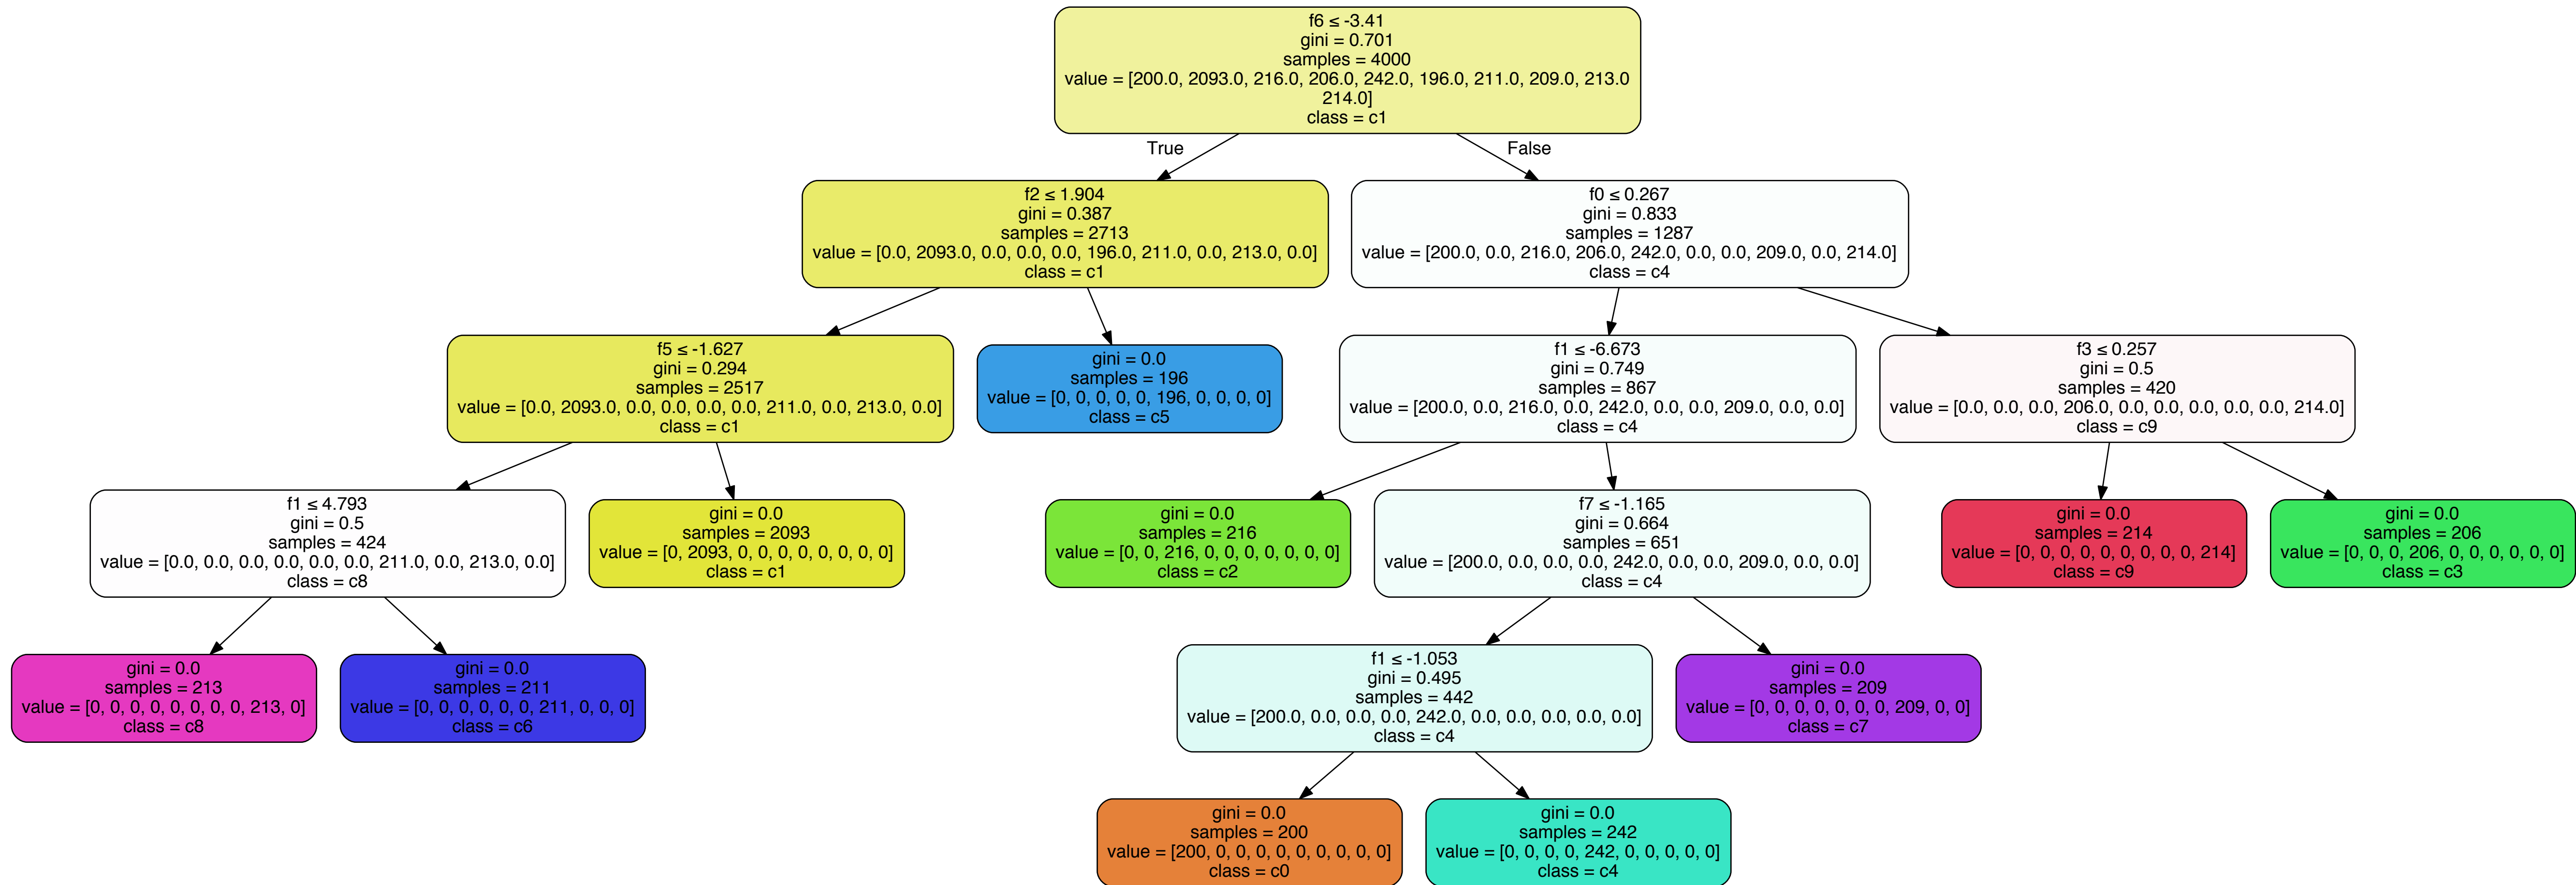 f6 ≤ -3.41
gini = 0.701
samples = 4000
value = [200.0, 2093.0, 216.0, 206.0, 242.0, 196.0, 211.0, 209.0, 213.0
214.0]
class = c1
True
False
f2 ≤ 1.904
gini = 0.387
samples = 2713
value = [0.0, 2093.0, 0.0, 0.0, 0.0, 196.0, 211.0, 0.0, 213.0, 0.0]
class = c1
f0 ≤ 0.267
gini = 0.833
samples = 1287
value = [200.0, 0.0, 216.0, 206.0, 242.0, 0.0, 0.0, 209.0, 0.0, 214.0]
class = c4
f5 ≤ -1.627
gini = 0.294
samples = 2517
value = [0.0, 2093.0, 0.0, 0.0, 0.0, 0.0, 211.0, 0.0, 213.0, 0.0]
class = c1
gini = 0.0
samples = 196
value = [0, 0, 0, 0, 0, 196, 0, 0, 0, 0]
class = c5
f1 ≤ -6.673
gini = 0.749
samples = 867
value = [200.0, 0.0, 216.0, 0.0, 242.0, 0.0, 0.0, 209.0, 0.0, 0.0]
class = c4
f3 ≤ 0.257
gini = 0.5
samples = 420
value = [0.0, 0.0, 0.0, 206.0, 0.0, 0.0, 0.0, 0.0, 0.0, 214.0]
class = c9
f1 ≤ 4.793
gini = 0.5
samples = 424
value = [0.0, 0.0, 0.0, 0.0, 0.0, 0.0, 211.0, 0.0, 213.0, 0.0]
class = c8
gini = 0.0
samples = 2093
value = [0, 2093, 0, 0, 0, 0, 0, 0, 0, 0]
class = c1
gini = 0.0
samples = 216
value = [0, 0, 216, 0, 0, 0, 0, 0, 0, 0]
class = c2
f7 ≤ -1.165
gini = 0.664
samples = 651
value = [200.0, 0.0, 0.0, 0.0, 242.0, 0.0, 0.0, 209.0, 0.0, 0.0]
class = c4
gini = 0.0
samples = 214
value = [0, 0, 0, 0, 0, 0, 0, 0, 0, 214]
class = c9
gini = 0.0
samples = 206
value = [0, 0, 0, 206, 0, 0, 0, 0, 0, 0]
class = c3
gini = 0.0
samples = 213
value = [0, 0, 0, 0, 0, 0, 0, 0, 213, 0]
class = c8
gini = 0.0
samples = 211
value = [0, 0, 0, 0, 0, 0, 211, 0, 0, 0]
class = c6
f1 ≤ -1.053
gini = 0.495
samples = 442
value = [200.0, 0.0, 0.0, 0.0, 242.0, 0.0, 0.0, 0.0, 0.0, 0.0]
class = c4
gini = 0.0
samples = 209
value = [0, 0, 0, 0, 0, 0, 0, 209, 0, 0]
class = c7
gini = 0.0
samples = 200
value = [200, 0, 0, 0, 0, 0, 0, 0, 0, 0]
class = c0
gini = 0.0
samples = 242
value = [0, 0, 0, 0, 242, 0, 0, 0, 0, 0]
class = c4